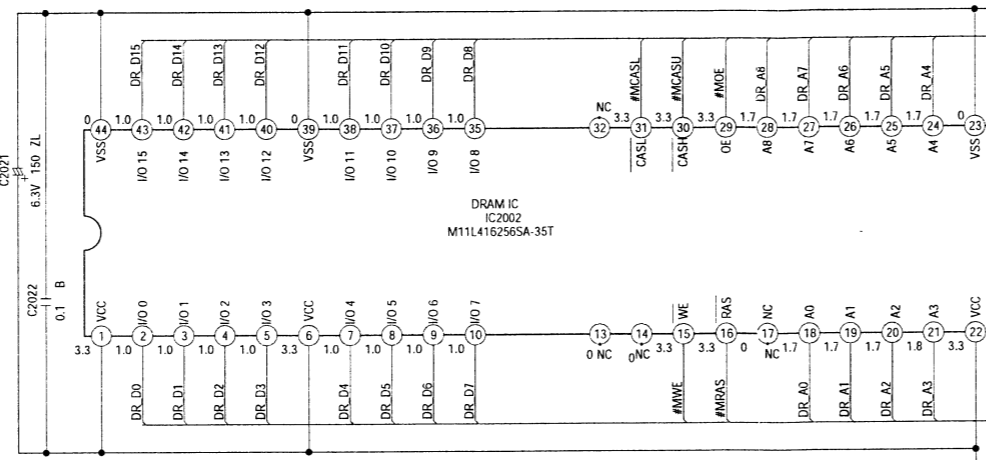 DR_D15 DR_D14 DR_D13 DR_D12 DR_D11 DR_D10 DR_D9 DR_D8 #MCASL #MCASU #MOE DR_A8 DR_A7 DR_A6 DR_A5 DR_A4
0 1.0 1.0 1.0 1.0 0 1.0 1.0 1.0 1.0 NC 3.3 3.3 3.3 1.7 1.7 1.7 1.7 1.7 0
44 43 42 41 40 39 38 37 36 35 32 31 30 29 28 27 26 25 24 23
VSS I/O 15 I/O 14 I/O 13 I/O 12 VSS I/O 11 I/O 10 I/O 9 I/O 8 CASL CASH OE A8 A7 A6 A5 A4 VSS
C2021
6.3V 150 ZL
+
DRAM IC
IC2002
M11L416256SA-35T
C2022
0.1 B
VCC I/O 0 I/O 1 I/O 2 I/O 3 VCC I/O 4 I/O 5 I/O 6 I/O 7 WE RAS NC A0 A1 A2 A3 VCC
1 2 3 4 5 6 7 8 9 10 13 14 15 16 17 18 19 20 21 22
3.3 1.0 1.0 1.0 1.0 3.3 1.0 1.0 1.0 1.0 0 NC 0 NC 3.3 3.3 0 NC 1.7 1.7 1.7 1.8 3.3
DR_D0 DR_D1 DR_D2 DR_D3 DR_D4 DR_D5 DR_D6 DR_D7 #MWE #MRAS DR_A0 DR_A1 DR_A2 DR_A3